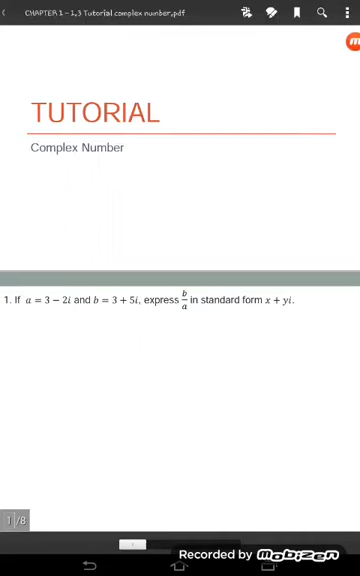 CHAPTER 1 - 1,3 Tutorial complex number,pdf
TUTORIAL
Complex Number
1. If a = 3 − 2i and b = 3 + 5i, express b/a in standard form x + yi.
1/8
Recorded by mobizen